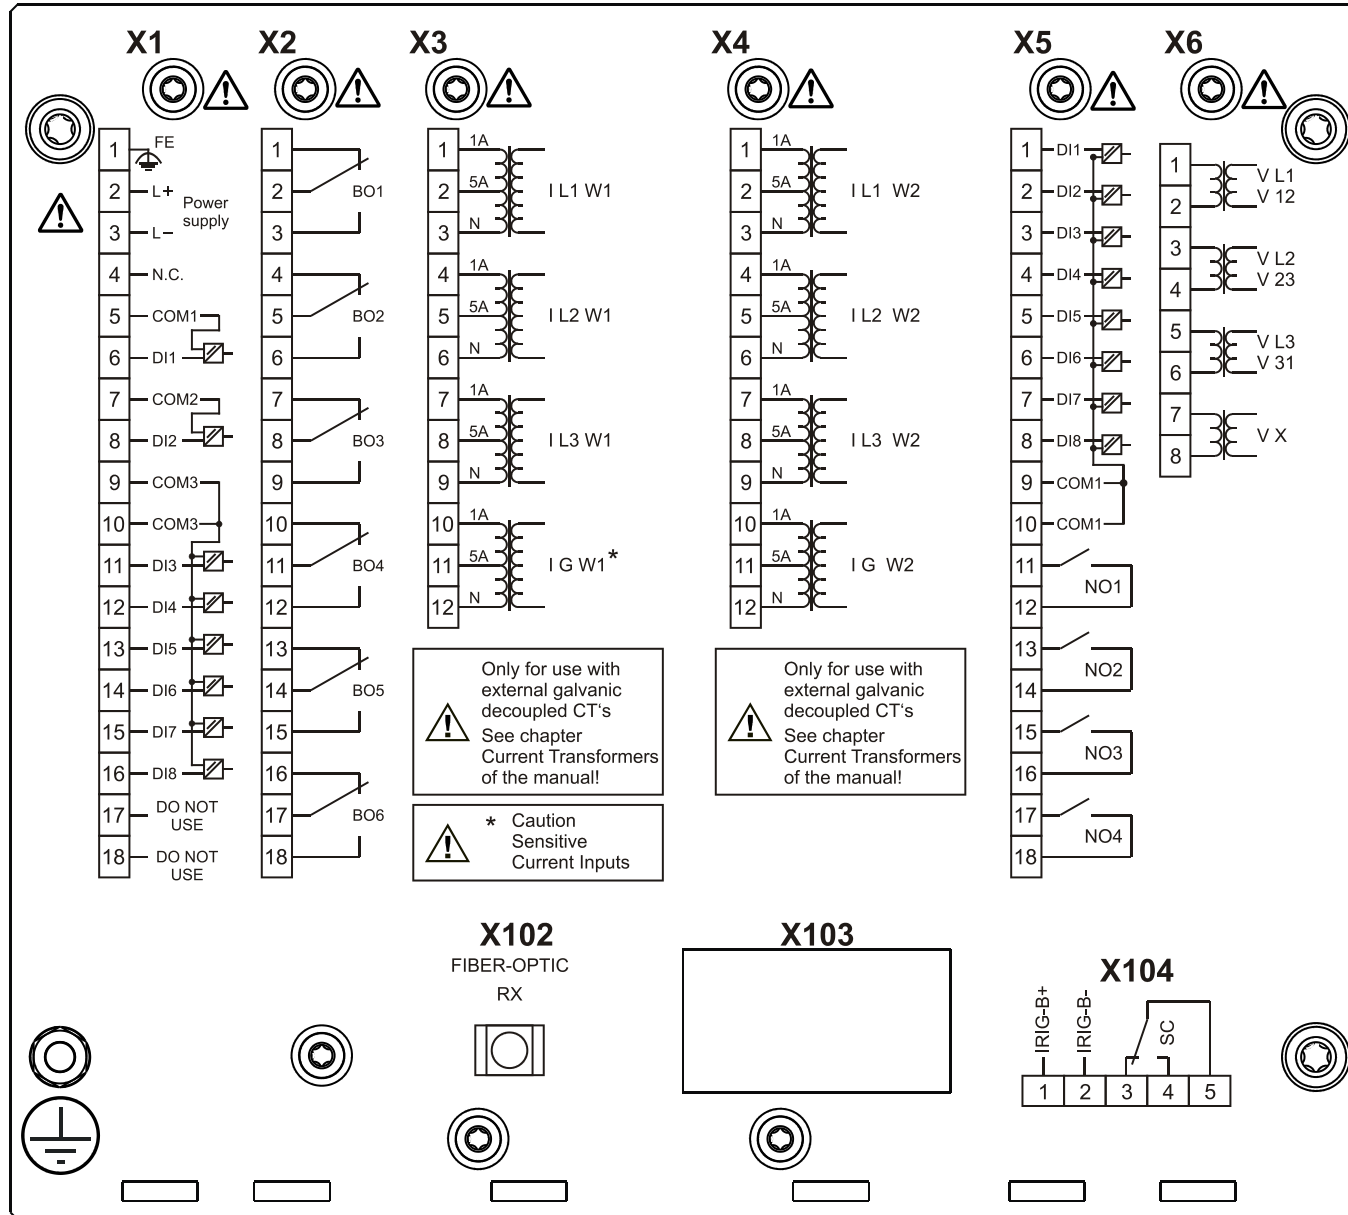 X1
X2
X3
X4
X5
X6
1 FE
2 L+
Power
supply
3 L–
4 N.C.
5 COM1
6 DI1
7 COM2
8 DI2
9 COM3
10 COM3
11 DI3
12 DI4
13 DI5
14 DI6
15 DI7
16 DI8
17 DO NOT
USE
18 DO NOT
USE
1
2 BO1
3
4
5 BO2
6
7
8 BO3
9
10
11 BO4
12
13
14 BO5
15
16
17 BO6
18
1 1A
2 5A I L1 W1
3 N
4 1A
5 5A I L2 W1
6 N
7 1A
8 5A I L3 W1
9 N
10 1A
11 5A I G W1*
12 N
Only for use with
external galvanic
decoupled CT‘s
See chapter
Current Transformers
of the manual!
* Caution
Sensitive
Current Inputs
1 1A
2 5A I L1 W2
3 N
4 1A
5 5A I L2 W2
6 N
7 1A
8 5A I L3 W2
9 N
10 1A
11 5A I G W2
12 N
Only for use with
external galvanic
decoupled CT‘s
See chapter
Current Transformers
of the manual!
1 DI1
2 DI2
3 DI3
4 DI4
5 DI5
6 DI6
7 DI7
8 DI8
9 COM1
10 COM1
11
NO1
12
13
NO2
14
15
NO3
16
17
NO4
18
1 V L1
2 V 12
3 V L2
4 V 23
5 V L3
6 V 31
7
V X
8
X102
FIBER-OPTIC
RX
X103
X104
IRIG-B+
IRIG-B-
SC
1 2 3 4 5